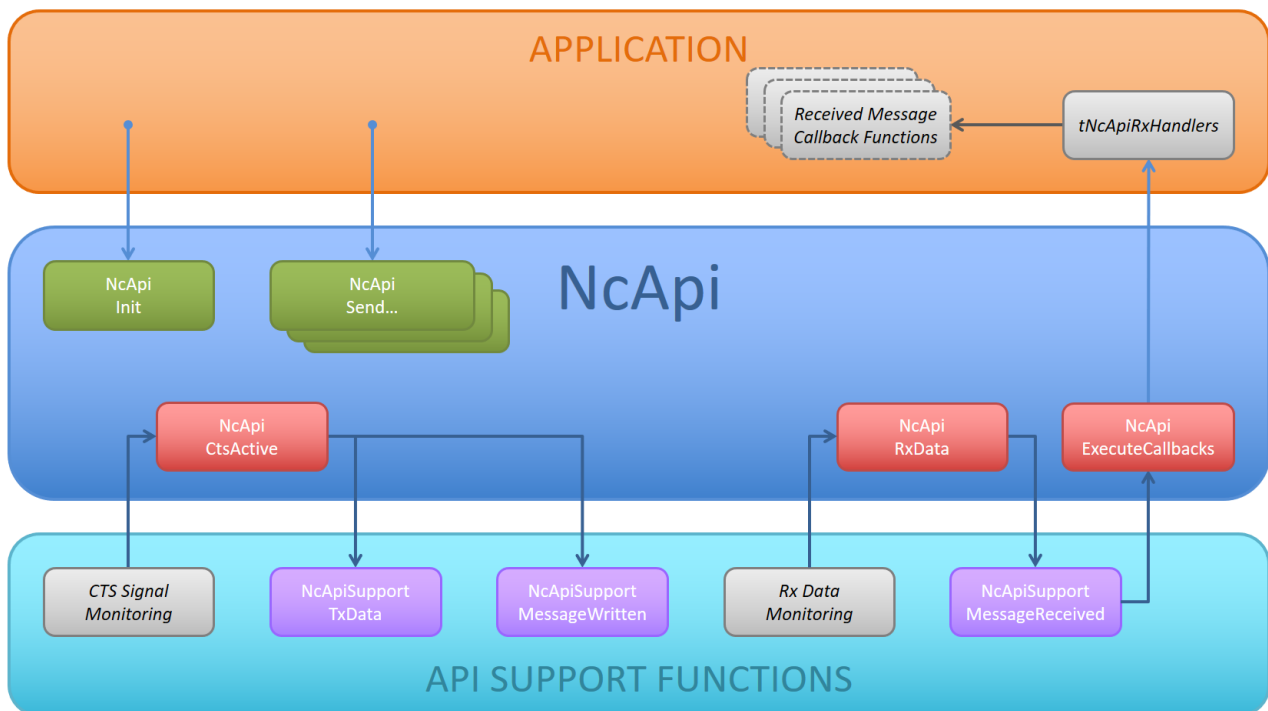 APPLICATION
Received Message
Callback Functions
tNcApiRxHandlers
NcApi
Init
NcApi
Send...
NcApi
NcApi
CtsActive
NcApi
RxData
NcApi
ExecuteCallbacks
CTS Signal
Monitoring
NcApiSupport
TxData
NcApiSupport
MessageWritten
Rx Data
Monitoring
NcApiSupport
MessageReceived
API SUPPORT FUNCTIONS